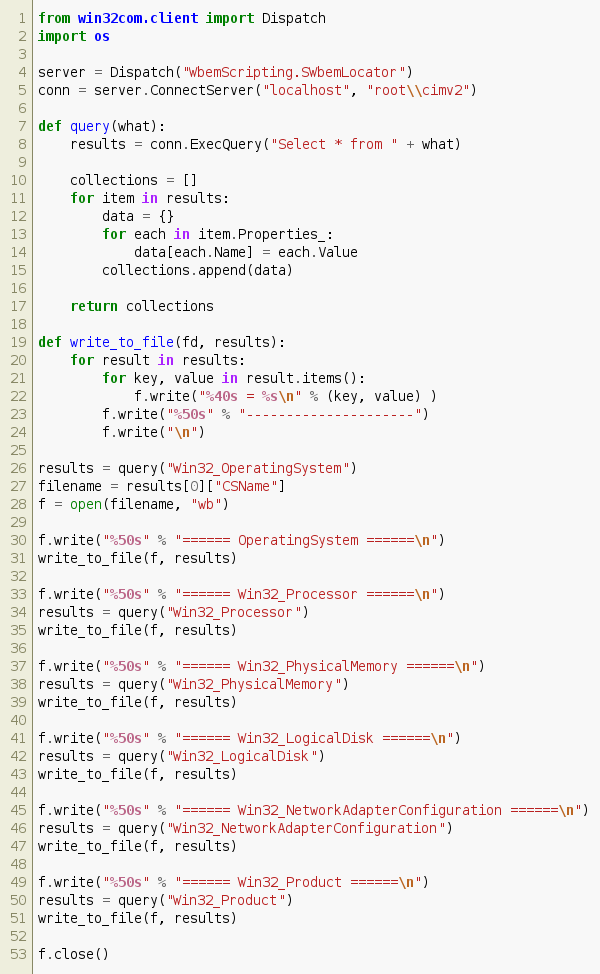 1 from win32com.client import Dispatch
2 import os
3
4 server = Dispatch("WbemScripting.SWbemLocator")
5 conn = server.ConnectServer("localhost", "root\\cimv2")
6
7 def query(what):
8     results = conn.ExecQuery("Select * from " + what)
9
10     collections = []
11     for item in results:
12         data = {}
13         for each in item.Properties_:
14             data[each.Name] = each.Value
15         collections.append(data)
16
17     return collections
18
19 def write_to_file(fd, results):
20     for result in results:
21         for key, value in result.items():
22             f.write("%40s = %s\n" % (key, value) )
23         f.write("%50s" % "---------------------")
24         f.write("\n")
25
26 results = query("Win32_OperatingSystem")
27 filename = results[0]["CSName"]
28 f = open(filename, "wb")
29
30 f.write("%50s" % "====== OperatingSystem ======\n")
31 write_to_file(f, results)
32
33 f.write("%50s" % "====== Win32_Processor ======\n")
34 results = query("Win32_Processor")
35 write_to_file(f, results)
36
37 f.write("%50s" % "====== Win32_PhysicalMemory ======\n")
38 results = query("Win32_PhysicalMemory")
39 write_to_file(f, results)
40
41 f.write("%50s" % "====== Win32_LogicalDisk ======\n")
42 results = query("Win32_LogicalDisk")
43 write_to_file(f, results)
44
45 f.write("%50s" % "====== Win32_NetworkAdapterConfiguration ======\n")
46 results = query("Win32_NetworkAdapterConfiguration")
47 write_to_file(f, results)
48
49 f.write("%50s" % "====== Win32_Product ======\n")
50 results = query("Win32_Product")
51 write_to_file(f, results)
52
53 f.close()